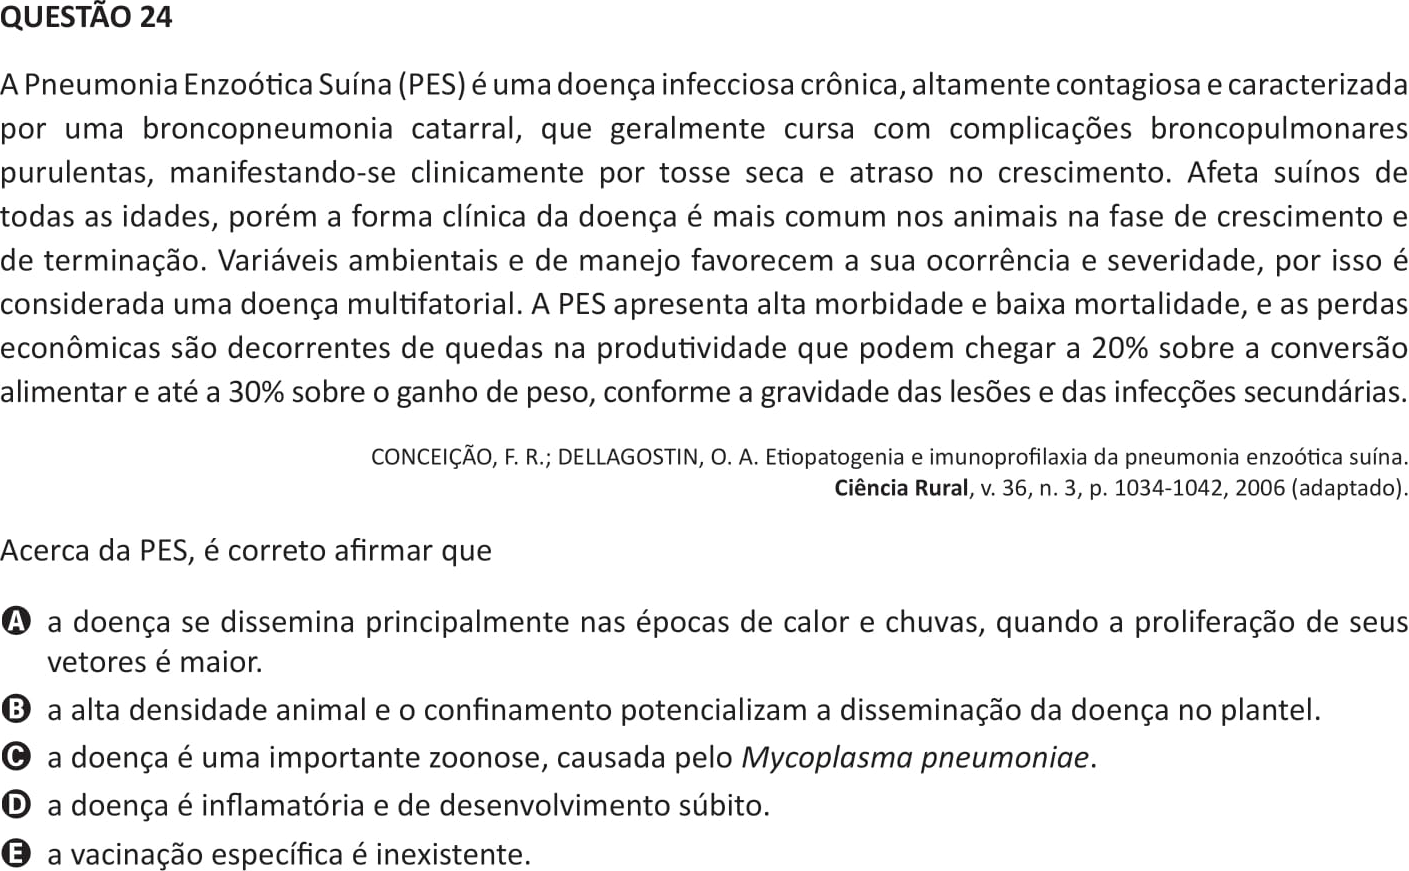 QUESTÃO 24
A Pneumonia Enzoótica Suína (PES) é uma doença infecciosa crônica, altamente contagiosa e caracterizada
por uma broncopneumonia catarral, que geralmente cursa com complicações broncopulmonares
purulentas, manifestando-se clinicamente por tosse seca e atraso no crescimento. Afeta suínos de
todas as idades, porém a forma clínica da doença é mais comum nos animais na fase de crescimento e
de terminação. Variáveis ambientais e de manejo favorecem a sua ocorrência e severidade, por isso é
considerada uma doença multifatorial. A PES apresenta alta morbidade e baixa mortalidade, e as perdas
econômicas são decorrentes de quedas na produtividade que podem chegar a 20% sobre a conversão
alimentar e até a 30% sobre o ganho de peso, conforme a gravidade das lesões e das infecções secundárias.
CONCEIÇÃO, F. R.; DELLAGOSTIN, O. A. Etiopatogenia e imunoprofilaxia da pneumonia enzoótica suína.
Ciência Rural, v. 36, n. 3, p. 1034-1042, 2006 (adaptado).
Acerca da PES, é correto afirmar que
A a doença se dissemina principalmente nas épocas de calor e chuvas, quando a proliferação de seus
vetores é maior.
B a alta densidade animal e o confinamento potencializam a disseminação da doença no plantel.
C a doença é uma importante zoonose, causada pelo Mycoplasma pneumoniae.
D a doença é inflamatória e de desenvolvimento súbito.
E a vacinação específica é inexistente.